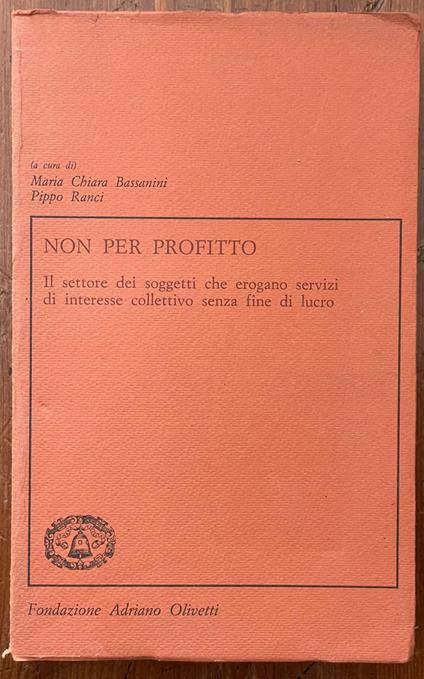 (a cura di)
Maria Chiara Bassanini
Pippo Ranci
NON PER PROFITTO
Il settore dei soggetti che erogano servizi
di interesse collettivo senza fine di lucro
Fondazione Adriano Olivetti